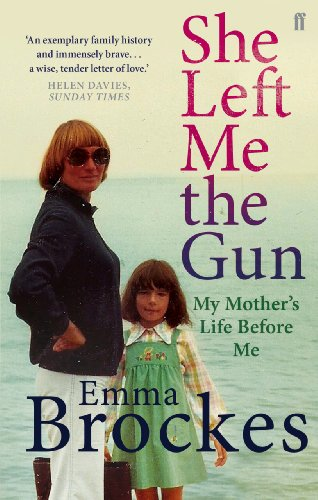 ff
'An exemplary family history
and immensely brave...
a wise, tender letter of love.'
HELEN DAVIES,
SUNDAY TIMES
She
Left
Me
the
Gun
My Mother's
Life Before
Me
Emma
Brockes